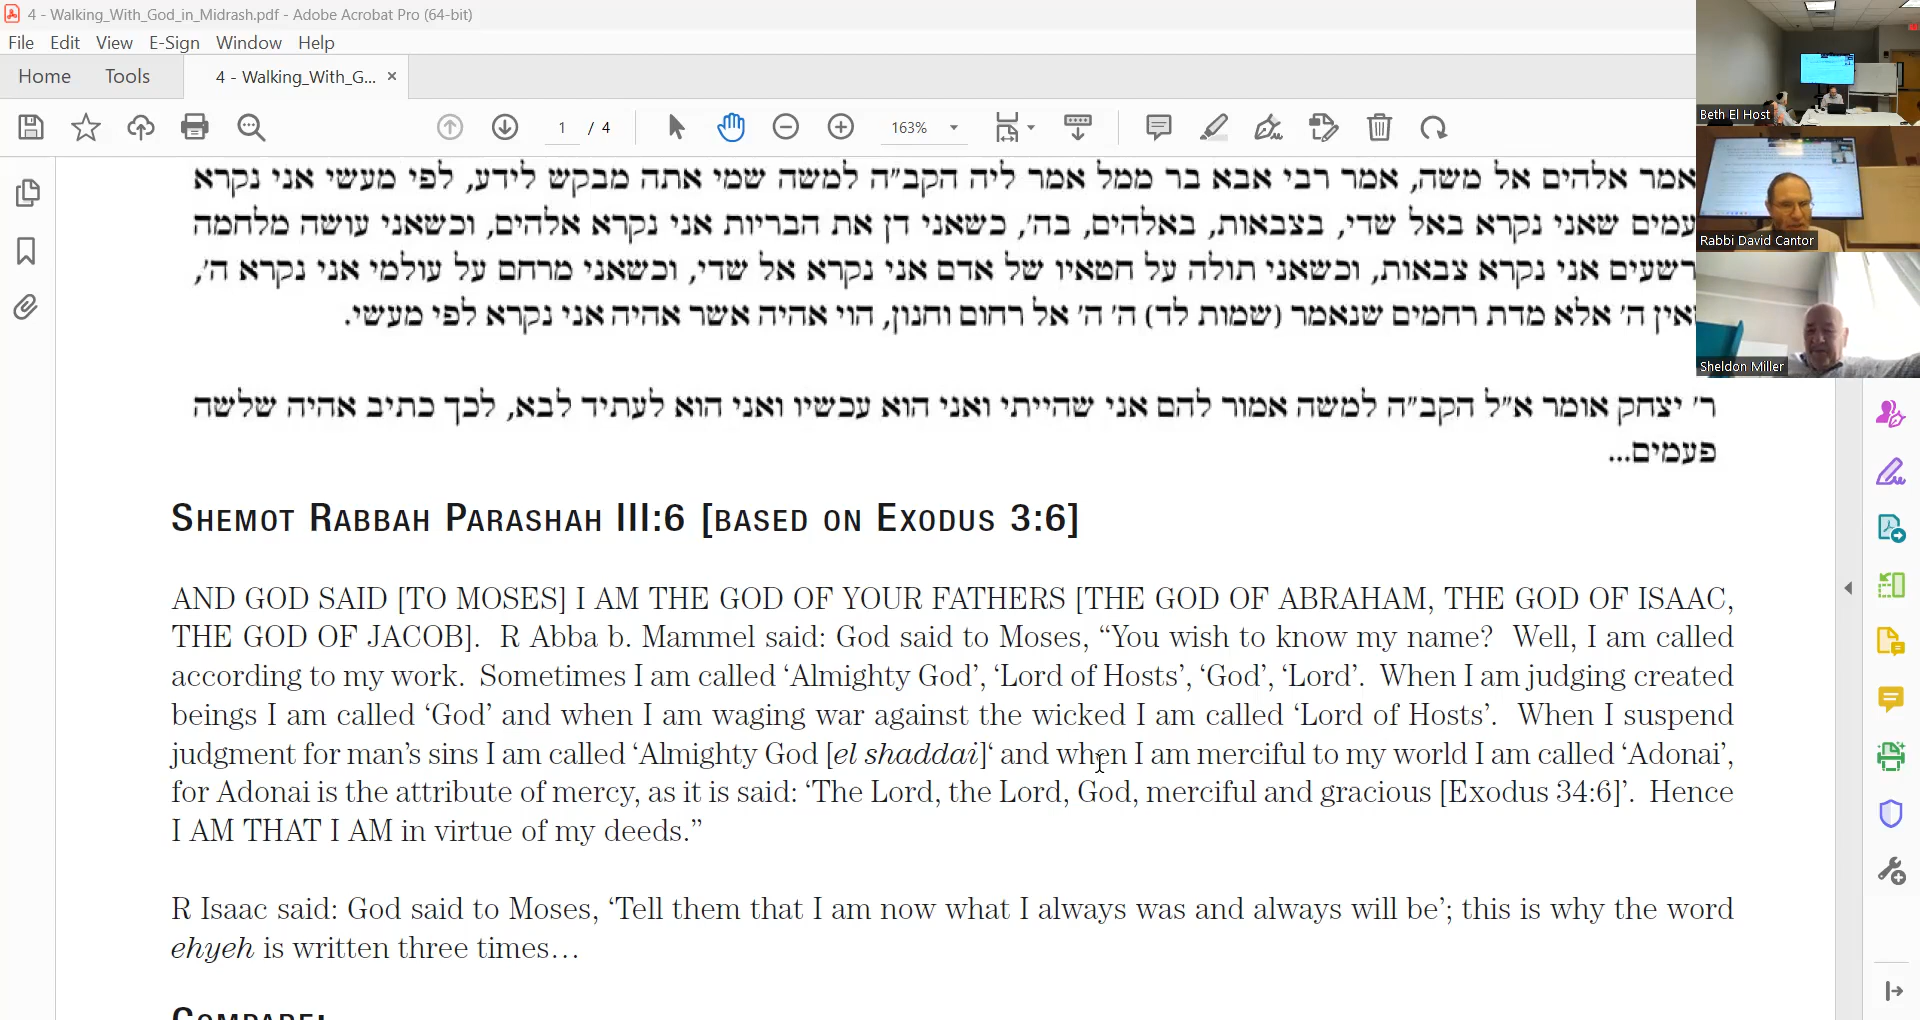 4 - Walking_With_God_in_Midrash.pdf - Adobe Acrobat Pro (64-bit)
File Edit View E-Sign Window Help
Home Tools 4 - Walking_With_G... ×
1 / 4 163%
אמר אלהים אל משה, אמר רבי אבא בר ממל אמר ליה הקב״ה למשה שמי אתה מבקש לידע, לפי מעשי אני נקרא
עמים שאני נקרא באל שדי, בצבאות, באלהים, בה׳, כשאני דן את הבריות אני נקרא אלהים, וכשאני עושה מלחמה
רשעים אני נקרא צבאות, וכשאני תולה על חטאיו של אדם אני נקרא אל שדי, וכשאני מרחם על עולמי אני נקרא ה׳,
אין ה׳ אלא מדת רחמים שנאמר (שמות לד) ה׳ ה׳ אל רחום וחנון, הוי אהיה אשר אהיה אני נקרא לפי מעשי.
ר׳ יצחק אומר א״ל הקב״ה למשה אמור להם אני שהייתי ואני הוא עכשיו ואני הוא לעתיד לבא, לכך כתיב אהיה שלשה
פעמים...
SHEMOT RABBAH PARASHAH III:6 [BASED ON EXODUS 3:6]
AND GOD SAID [TO MOSES] I AM THE GOD OF YOUR FATHERS [THE GOD OF ABRAHAM, THE GOD OF ISAAC,
THE GOD OF JACOB]. R Abba b. Mammel said: God said to Moses, “You wish to know my name? Well, I am called
according to my work. Sometimes I am called ‘Almighty God’, ‘Lord of Hosts’, ‘God’, ‘Lord’. When I am judging created
beings I am called ‘God’ and when I am waging war against the wicked I am called ‘Lord of Hosts’. When I suspend
judgment for man’s sins I am called ‘Almighty God [el shaddai]‘ and when I am merciful to my world I am called ‘Adonai’,
for Adonai is the attribute of mercy, as it is said: ‘The Lord, the Lord, God, merciful and gracious [Exodus 34:6]’. Hence
I AM THAT I AM in virtue of my deeds.”
R Isaac said: God said to Moses, ‘Tell them that I am now what I always was and always will be’; this is why the word
ehyeh is written three times…
COMPARE:
Beth El Host
Rabbi David Cantor
Sheldon Miller